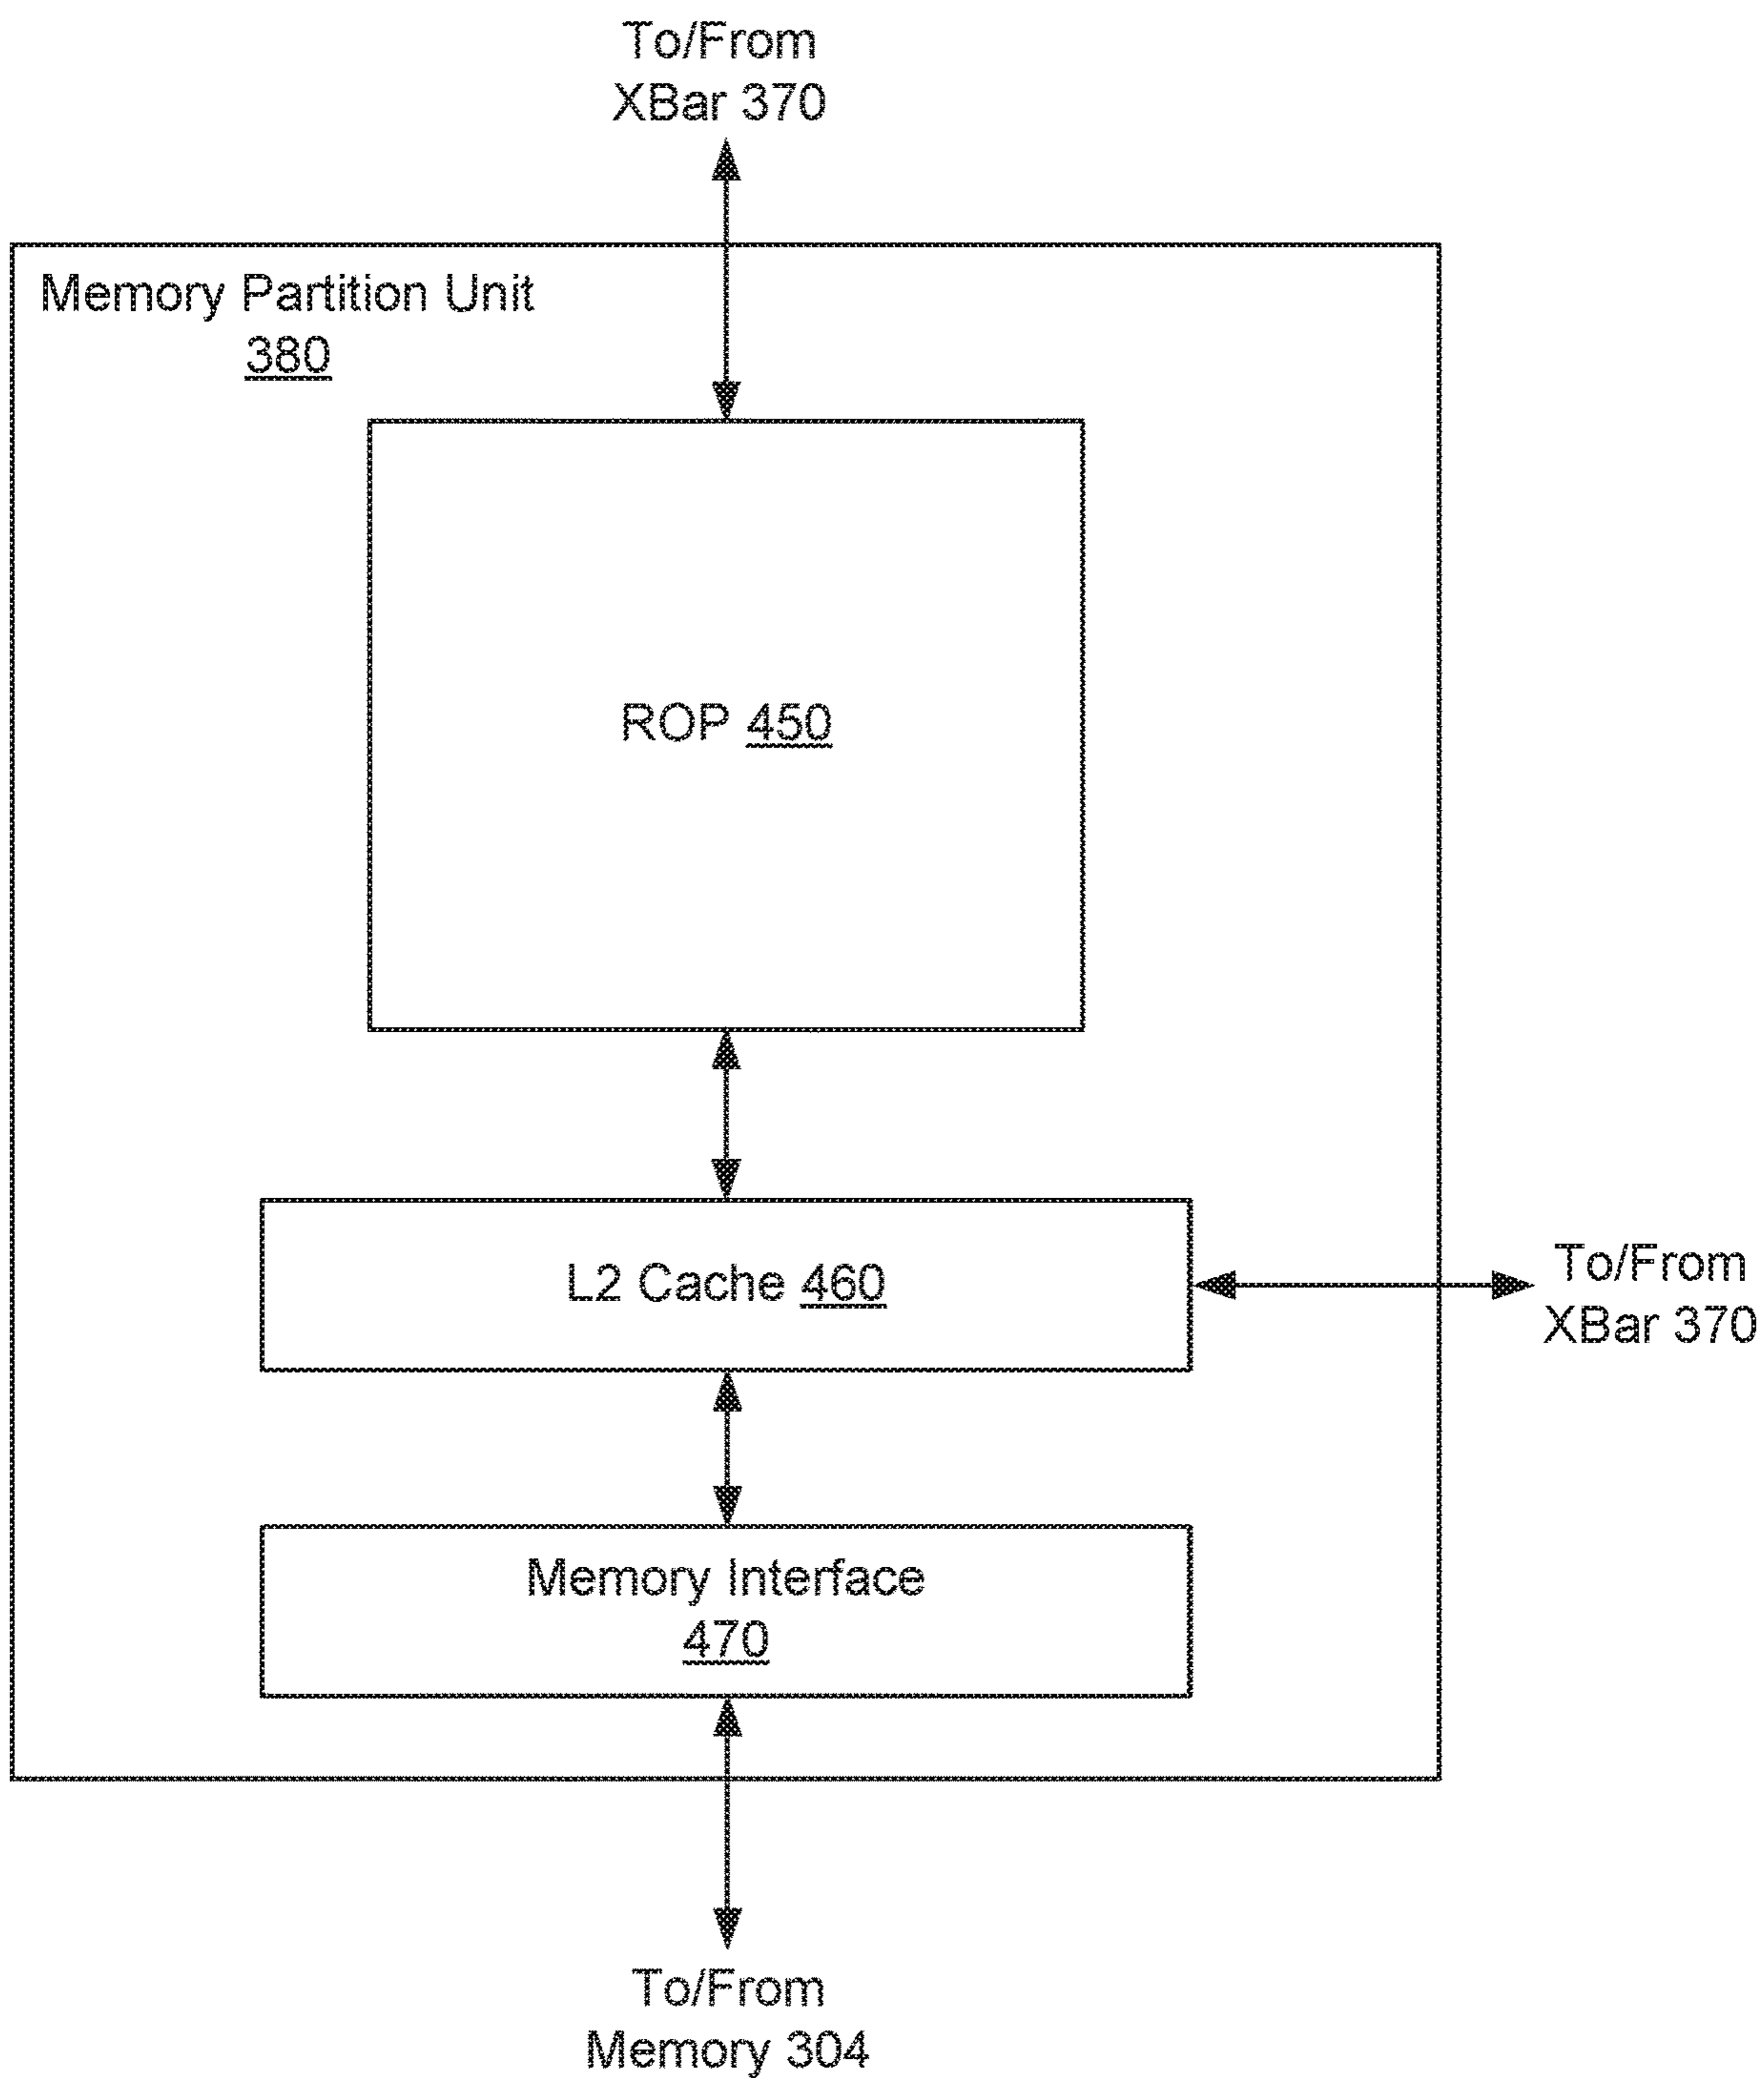 To/From
XBar 370
Memory Partition Unit
380
ROP 450
L2 Cache 460
To/From
XBar 370
Memory Interface
470
To/From
Memory 304